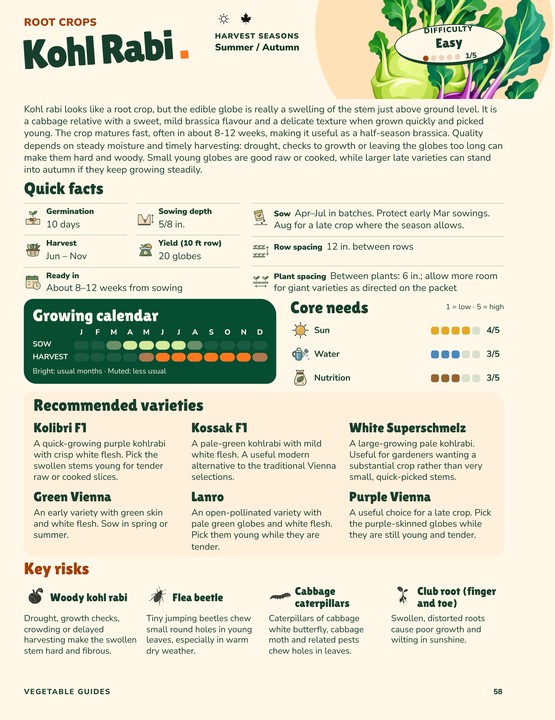 ROOT CROPS
Kohl Rabi.
HARVEST SEASONS
Summer / Autumn
DIFFICULTY
Easy
1/5
Kohl rabi looks like a root crop, but the edible globe is really a swelling of the stem just above ground level. It is
a cabbage relative with a sweet, mild brassica flavour and a delicate texture when grown quickly and picked
young. The crop matures fast, often in about 8-12 weeks, making it useful as a half-season brassica. Quality
depends on steady moisture and timely harvesting: drought, checks to growth or leaving the globes too long can
make them hard and woody. Small young globes are good raw or cooked, while larger late varieties can stand
into autumn if they keep growing steadily.
Quick facts
Germination
10 days
Sowing depth
5/8 in.
Sow Apr–Jul in batches. Protect early Mar sowings.
Aug for a late crop where the season allows.
Harvest
Jun – Nov
Yield (10 ft row)
20 globes
Row spacing 12 in. between rows
Ready in
About 8–12 weeks from sowing
Plant spacing Between plants: 6 in.; allow more room
for giant varieties as directed on the packet
Growing calendar
J F M A M J J A S O N D
SOW
HARVEST
Bright: usual months · Muted: less usual
Core needs
1 = low · 5 = high
Sun 4/5
Water 3/5
Nutrition 3/5
Recommended varieties
Kolibri F1
A quick-growing purple kohlrabi
with crisp white flesh. Pick the
swollen stems young for tender
raw or cooked slices.
Kossak F1
A pale-green kohlrabi with mild
white flesh. A useful modern
alternative to the traditional Vienna
selections.
White Superschmelz
A large-growing pale kohlrabi.
Useful for gardeners wanting a
substantial crop rather than very
small, quick-picked stems.
Green Vienna
An early variety with green skin
and white flesh. Sow in spring or
summer.
Lanro
An open-pollinated variety with
pale green globes and white flesh.
Pick them young while they are
tender.
Purple Vienna
A useful choice for a late crop. Pick
the purple-skinned globes while
they are still young and tender.
Key risks
Woody kohl rabi
Drought, growth checks,
crowding or delayed
harvesting make the swollen
stem hard and fibrous.
Flea beetle
Tiny jumping beetles chew
small round holes in young
leaves, especially in warm
dry weather.
Cabbage
caterpillars
Caterpillars of cabbage
white butterfly, cabbage
moth and related pests
chew holes in leaves.
Club root (finger
and toe)
Swollen, distorted roots
cause poor growth and
wilting in sunshine.
VEGETABLE GUIDES
58